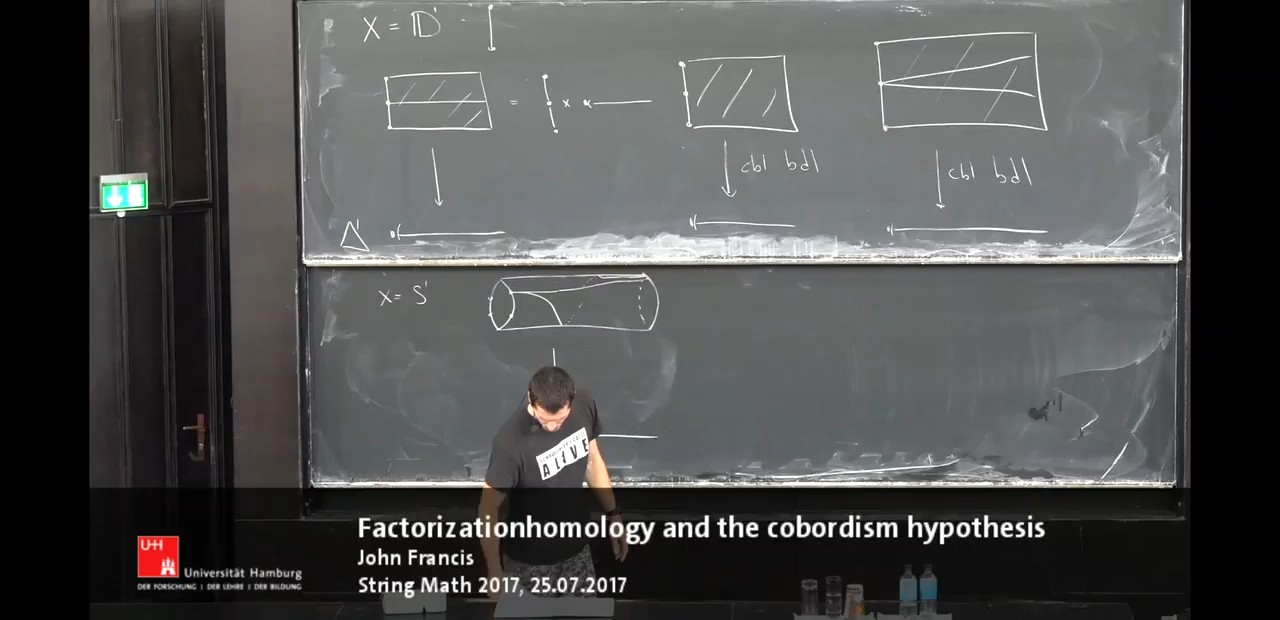 X = 𝔻¹
= ×
cbl bdl
cbl bdl
Δ¹
X = S¹
ALIVE
Factorizationhomology and the cobordism hypothesis
John Francis
String Math 2017, 25.07.2017
UH
Universität Hamburg
DER FORSCHUNG | DER LEHRE | DER BILDUNG